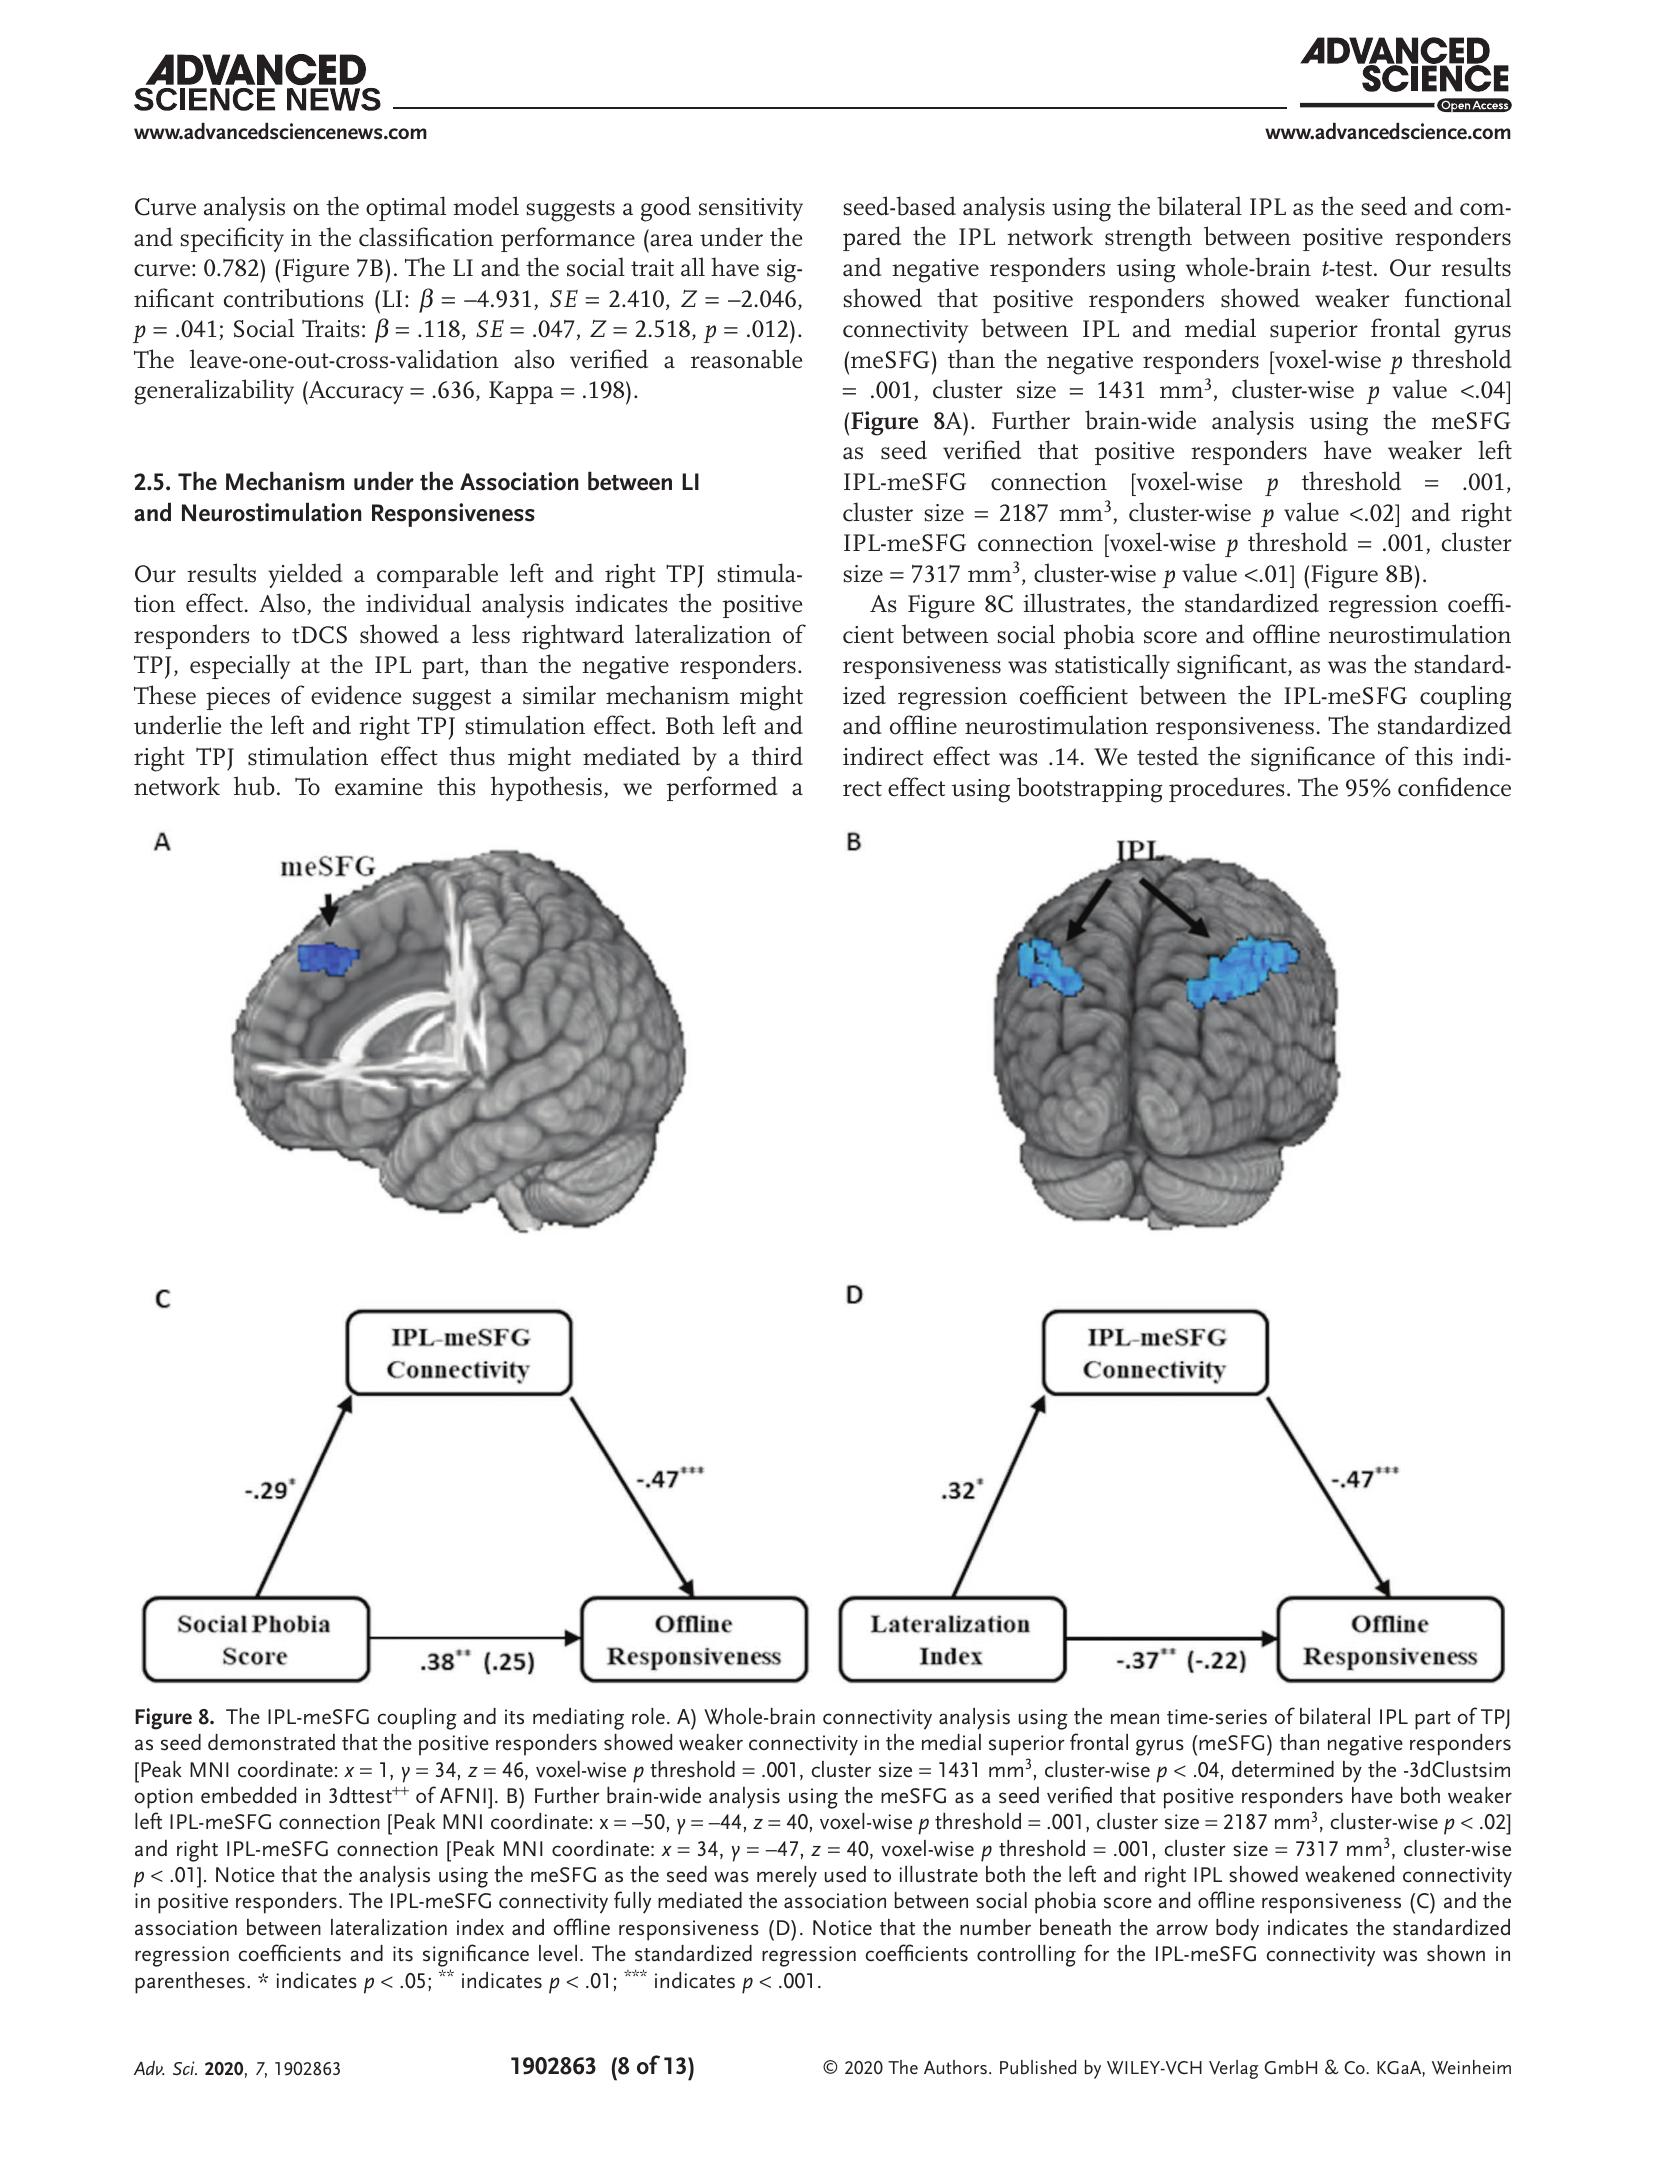 ADVANCED
SCIENCE NEWS
www.advancedsciencenews.com
ADVANCED
SCIENCE
Open Access
www.advancedscience.com
Curve analysis on the optimal model suggests a good sensitivity
and specificity in the classification performance (area under the
curve: 0.782) (Figure 7B). The LI and the social trait all have sig-
nificant contributions (LI: β = –4.931, SE = 2.410, Z = –2.046,
p = .041; Social Traits: β = .118, SE = .047, Z = 2.518, p = .012).
The leave-one-out-cross-validation also verified a reasonable
generalizability (Accuracy = .636, Kappa = .198).
2.5. The Mechanism under the Association between LI
and Neurostimulation Responsiveness
Our results yielded a comparable left and right TPJ stimula-
tion effect. Also, the individual analysis indicates the positive
responders to tDCS showed a less rightward lateralization of
TPJ, especially at the IPL part, than the negative responders.
These pieces of evidence suggest a similar mechanism might
underlie the left and right TPJ stimulation effect. Both left and
right TPJ stimulation effect thus might mediated by a third
network hub. To examine this hypothesis, we performed a
seed-based analysis using the bilateral IPL as the seed and com-
pared the IPL network strength between positive responders
and negative responders using whole-brain t-test. Our results
showed that positive responders showed weaker functional
connectivity between IPL and medial superior frontal gyrus
(meSFG) than the negative responders [voxel-wise p threshold
= .001, cluster size = 1431 mm³, cluster-wise p value <.04]
(Figure 8A). Further brain-wide analysis using the meSFG
as seed verified that positive responders have weaker left
IPL-meSFG connection [voxel-wise p threshold = .001,
cluster size = 2187 mm³, cluster-wise p value <.02] and right
IPL-meSFG connection [voxel-wise p threshold = .001, cluster
size = 7317 mm³, cluster-wise p value <.01] (Figure 8B).
As Figure 8C illustrates, the standardized regression coeffi-
cient between social phobia score and offline neurostimulation
responsiveness was statistically significant, as was the standard-
ized regression coefficient between the IPL-meSFG coupling
and offline neurostimulation responsiveness. The standardized
indirect effect was .14. We tested the significance of this indi-
rect effect using bootstrapping procedures. The 95% confidence
A
meSFG
B
IPL
C
IPL-meSFG
Connectivity
-.29*
-.47***
Social Phobia
Score
.38** (.25)
Offline
Responsiveness
D
IPL-meSFG
Connectivity
.32*
-.47***
Lateralization
Index
-.37** (-.22)
Offline
Responsiveness
Figure 8. The IPL-meSFG coupling and its mediating role. A) Whole-brain connectivity analysis using the mean time-series of bilateral IPL part of TPJ
as seed demonstrated that the positive responders showed weaker connectivity in the medial superior frontal gyrus (meSFG) than negative responders
[Peak MNI coordinate: x = 1, y = 34, z = 46, voxel-wise p threshold = .001, cluster size = 1431 mm³, cluster-wise p < .04, determined by the -3dClustsim
option embedded in 3dttest⁺⁺ of AFNI]. B) Further brain-wide analysis using the meSFG as a seed verified that positive responders have both weaker
left IPL-meSFG connection [Peak MNI coordinate: x = –50, y = –44, z = 40, voxel-wise p threshold = .001, cluster size = 2187 mm³, cluster-wise p < .02]
and right IPL-meSFG connection [Peak MNI coordinate: x = 34, y = –47, z = 40, voxel-wise p threshold = .001, cluster size = 7317 mm³, cluster-wise
p < .01]. Notice that the analysis using the meSFG as the seed was merely used to illustrate both the left and right IPL showed weakened connectivity
in positive responders. The IPL-meSFG connectivity fully mediated the association between social phobia score and offline responsiveness (C) and the
association between lateralization index and offline responsiveness (D). Notice that the number beneath the arrow body indicates the standardized
regression coefficients and its significance level. The standardized regression coefficients controlling for the IPL-meSFG connectivity was shown in
parentheses. * indicates p < .05; ** indicates p < .01; *** indicates p < .001.
Adv. Sci. 2020, 7, 1902863
1902863 (8 of 13)
© 2020 The Authors. Published by WILEY-VCH Verlag GmbH & Co. KGaA, Weinheim